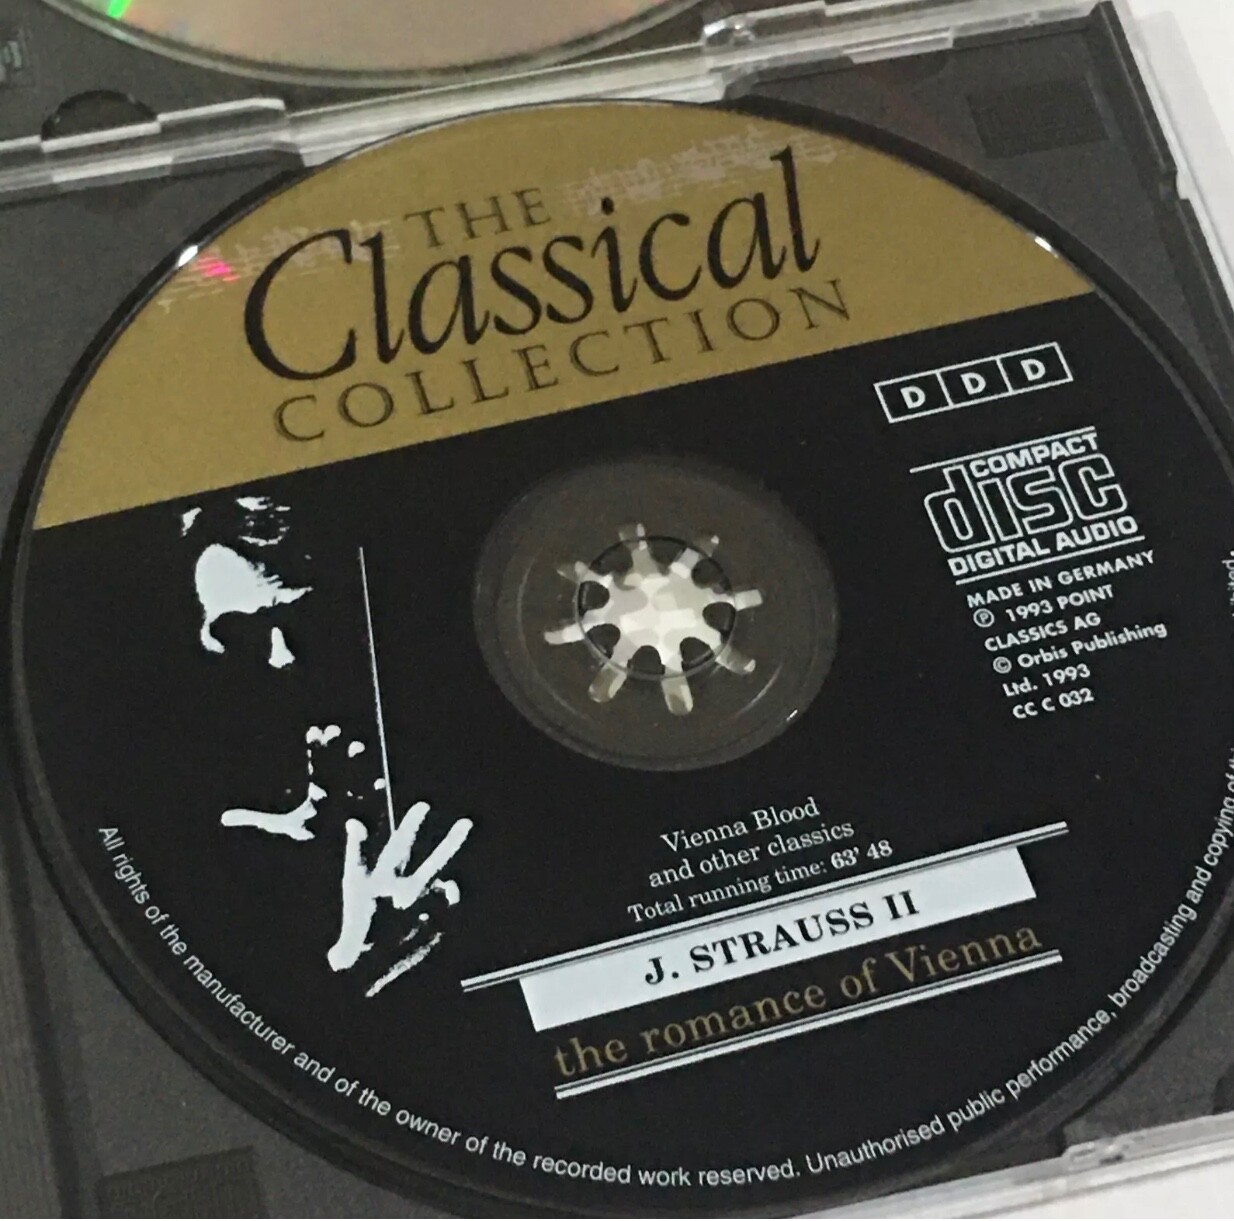 THE
Classical
COLLECTION
D D D
COMPACT
disc
DIGITAL AUDIO
MADE IN GERMANY
℗ 1993 POINT
CLASSICS AG
© Orbis Publishing
Ltd. 1993
CC C 032
Vienna Blood
and other classics
Total running time: 63' 48
J. STRAUSS II
the romance of Vienna
All rights of the manufacturer and of the owner of the recorded work reserved. Unauthorised public performance, broadcasting and copying of